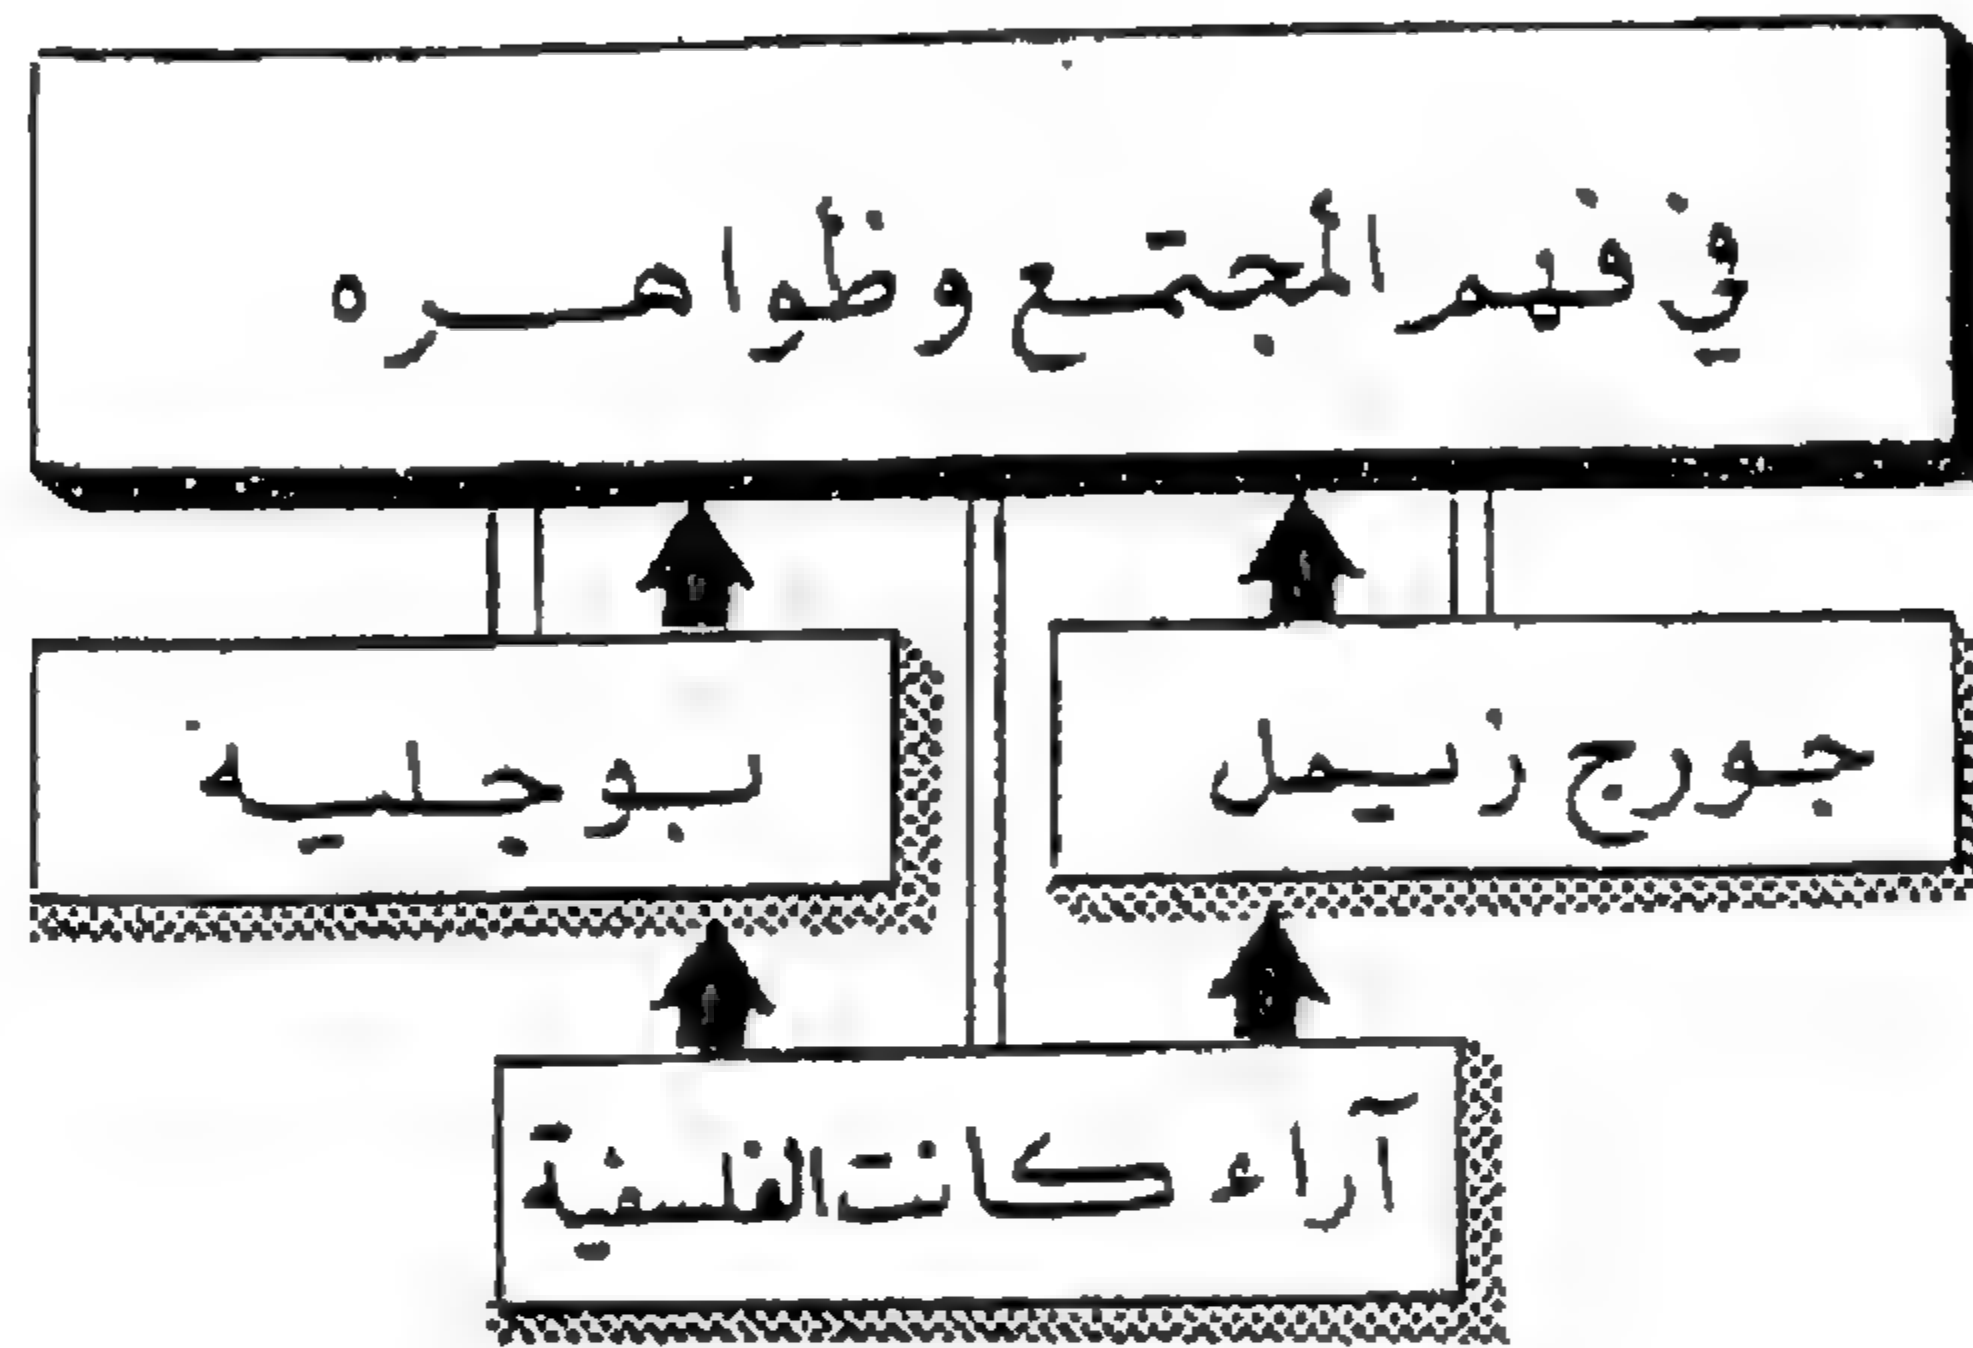 في فهم المجتمع وظواهره
جورج زيمل
بوجليه
آراء كانت الفلسفية